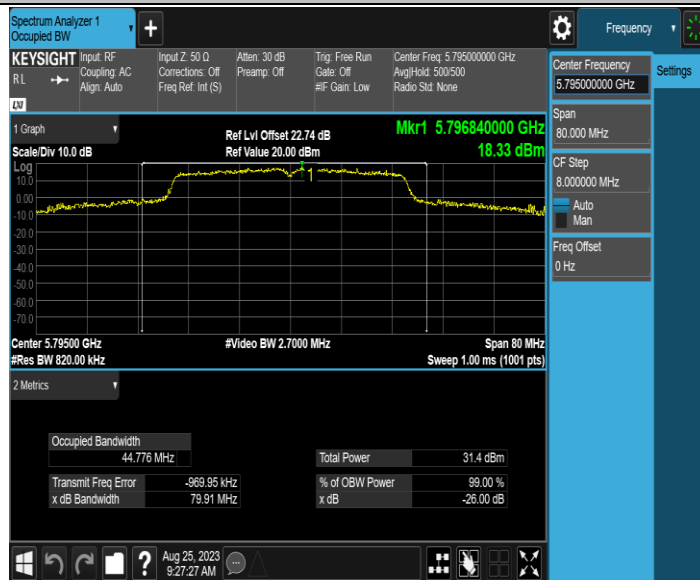 Spectrum Analyzer 1
Occupied BW
+
Frequency
KEYSIGHT
RL
LXI
Input: RF
Coupling: AC
Align: Auto
Input Z: 50 Ω
Corrections: Off
Freq Ref: Int (S)
Atten: 30 dB
Preamp: Off
Trig: Free Run
Gate: Off
#IF Gain: Low
Center Freq: 5.795000000 GHz
Avg|Hold: 500/500
Radio Std: None
Center Frequency
5.795000000 GHz
Settings
Span
80.000 MHz
CF Step
8.000000 MHz
Auto
Man
Freq Offset
0 Hz
1 Graph
Scale/Div 10.0 dB
Ref Lvl Offset 22.74 dB
Ref Value 20.00 dBm
Mkr1 5.796840000 GHz
18.33 dBm
Log
10.0
0.00
-10.0
-20.0
-30.0
-40.0
-50.0
-60.0
-70.0
1
Center 5.79500 GHz
#Res BW 820.00 kHz
#Video BW 2.7000 MHz
Span 80 MHz
Sweep 1.00 ms (1001 pts)
2 Metrics
Occupied Bandwidth
44.776 MHz
Transmit Freq Error -969.95 kHz
x dB Bandwidth 79.91 MHz
Total Power 31.4 dBm
% of OBW Power 99.00 %
x dB -26.00 dB
?
Aug 25, 2023
9:27:27 AM